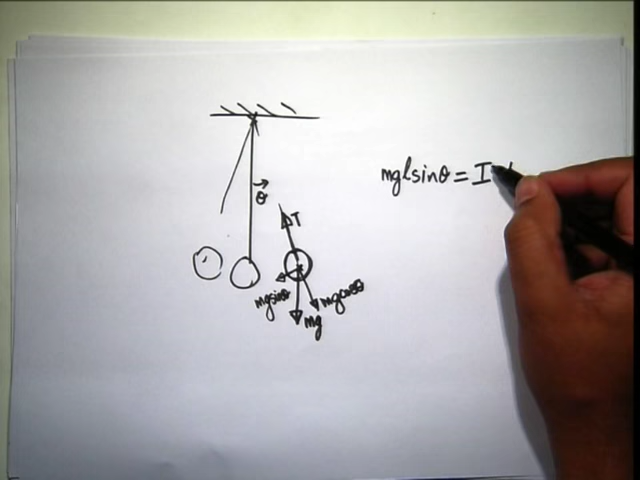 mglsinθ = I
θ
T
mgsinθ
mgcosθ
mg